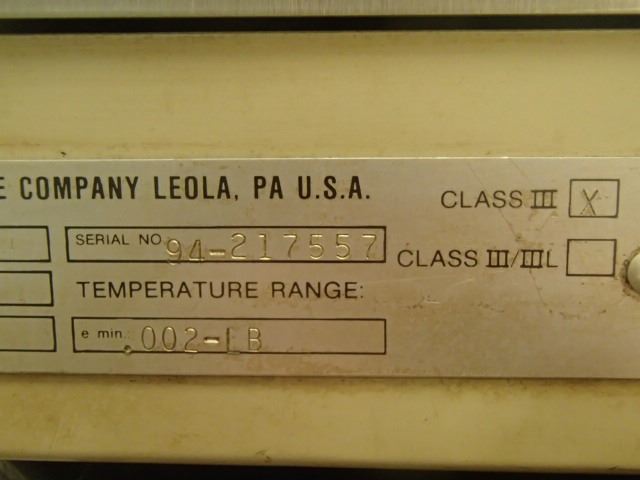 E COMPANY LEOLA, PA U.S.A.
CLASS III X
SERIAL NO. 94-217557
CLASS III/IIIL
TEMPERATURE RANGE:
e min.: .002-LB